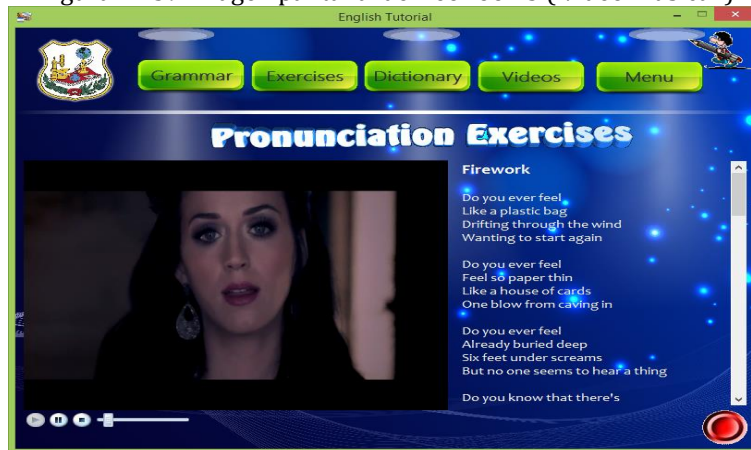 English Tutorial
Grammar Exercises Dictionary Videos Menu
Pronunciation Exercises
Firework
Do you ever feel
Like a plastic bag
Drifting through the wind
Wanting to start again
Do you ever feel
Feel so paper thin
Like a house of cards
One blow from caving in
Do you ever feel
Already buried deep
Six feet under screams
But no one seems to hear a thing
Do you know that there's